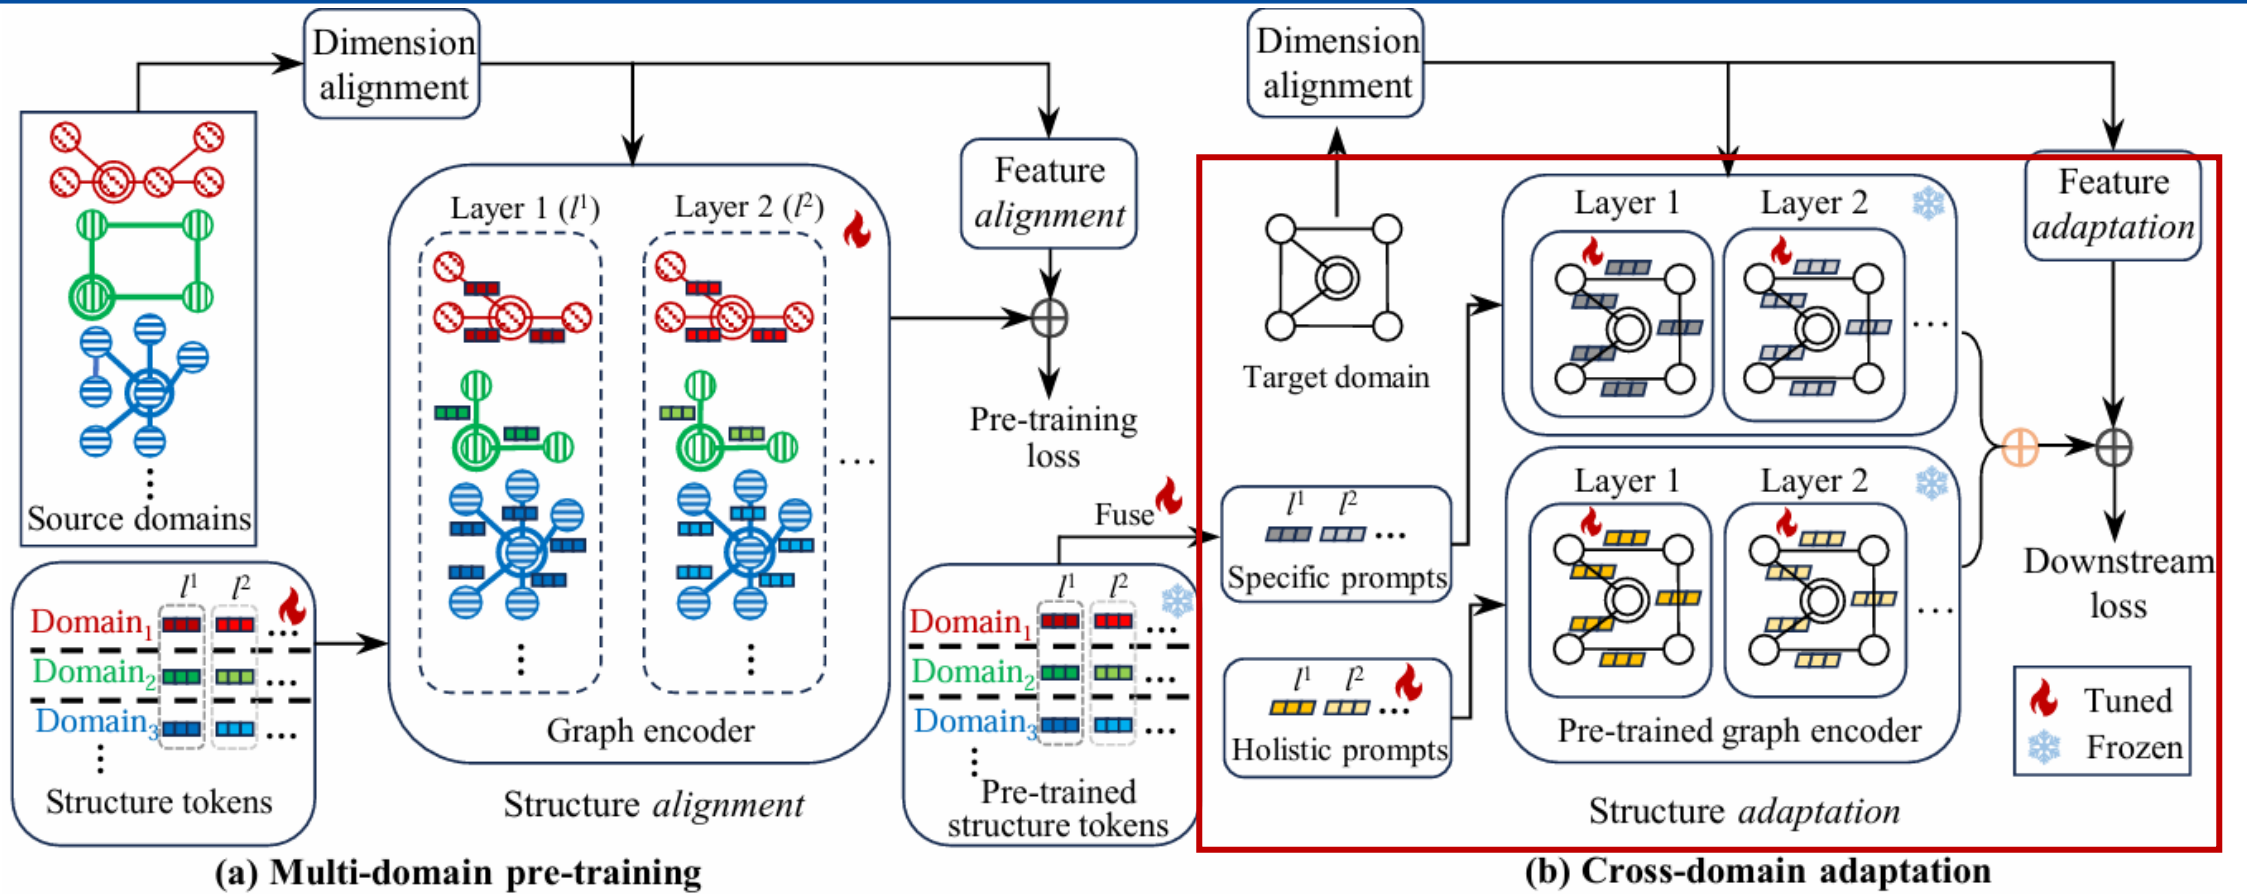 Dimension
alignment
Source domains
Layer 1 (l¹)
Layer 2 (l²)
Graph encoder
Structure alignment
Feature
alignment
Pre-training
loss
l¹ l²
Domain₁ ...
Domain₂ ...
Domain₃ ...
Structure tokens
(a) Multi-domain pre-training
Dimension
alignment
Target domain
Feature
adaptation
Layer 1
Layer 2
...
Fuse
l¹ l²
Domain₁ ...
Domain₂ ...
Domain₃ ...
Pre-trained
structure tokens
l¹ l²
...
Specific prompts
l¹ l²
...
Holistic prompts
Layer 1
Layer 2
...
Pre-trained graph encoder
Structure adaptation
Downstream
loss
Tuned
Frozen
(b) Cross-domain adaptation